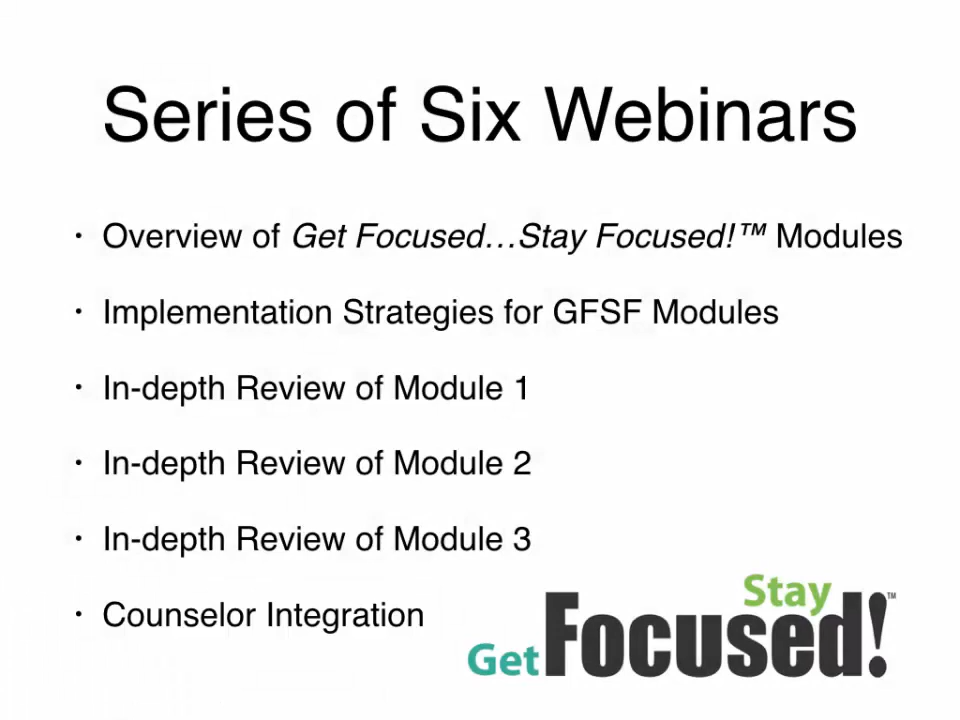 Series of Six Webinars
• Overview of Get Focused…Stay Focused!™ Modules
• Implementation Strategies for GFSF Modules
• In-depth Review of Module 1
• In-depth Review of Module 2
• In-depth Review of Module 3
• Counselor Integration
Stay
Get Focused!™